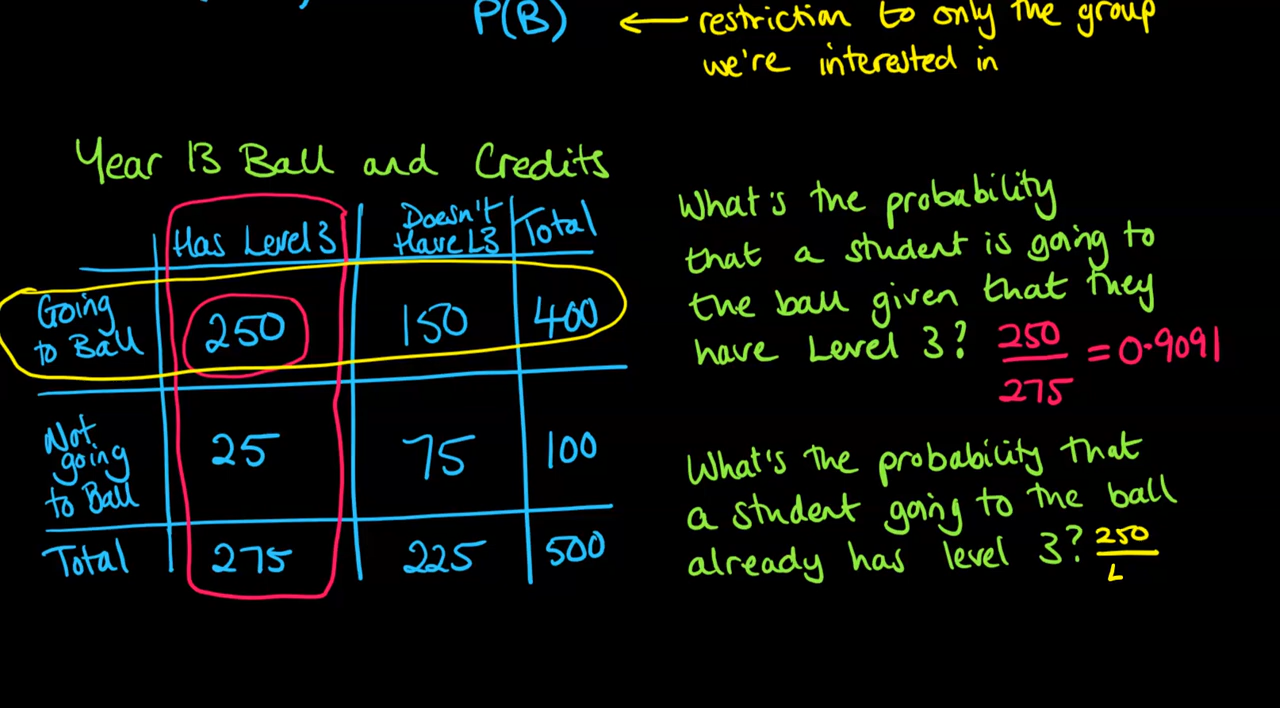 P(B) ← restriction to only the group
we're interested in
Year 13 Ball and Credits
Has Level 3 Doesn't Have L3 Total
Going to Ball 250 150 400
Not going to Ball 25 75 100
Total 275 225 500
What's the probability
that a student is going to
the ball given that they
have Level 3? 250/275 = 0.9091
What's the probability that
a student going to the ball
already has level 3? 250